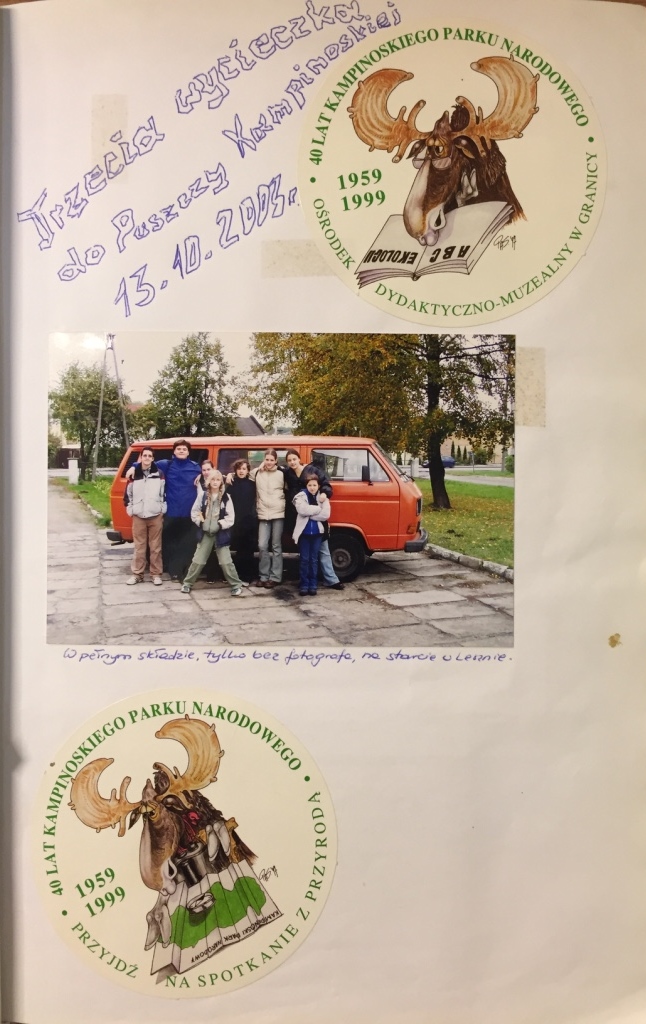 Trzecia wycieczka
do Puszczy Kampinoskiej
13.10.2003r.
• 40 LAT KAMPINOSKIEGO PARKU NARODOWEGO •
1959
1999
ABC
EKOLOGII
OŚRODEK DYDAKTYCZNO-MUZEALNY W GRANICY
W pełnym składzie, tylko bez fotografa, na starcie w Lesznie.
• 40 LAT KAMPINOSKIEGO PARKU NARODOWEGO •
1959
1999
KAMPINOSKI PARK NARODOWY
PRZYJDŹ NA SPOTKANIE Z PRZYRODĄ